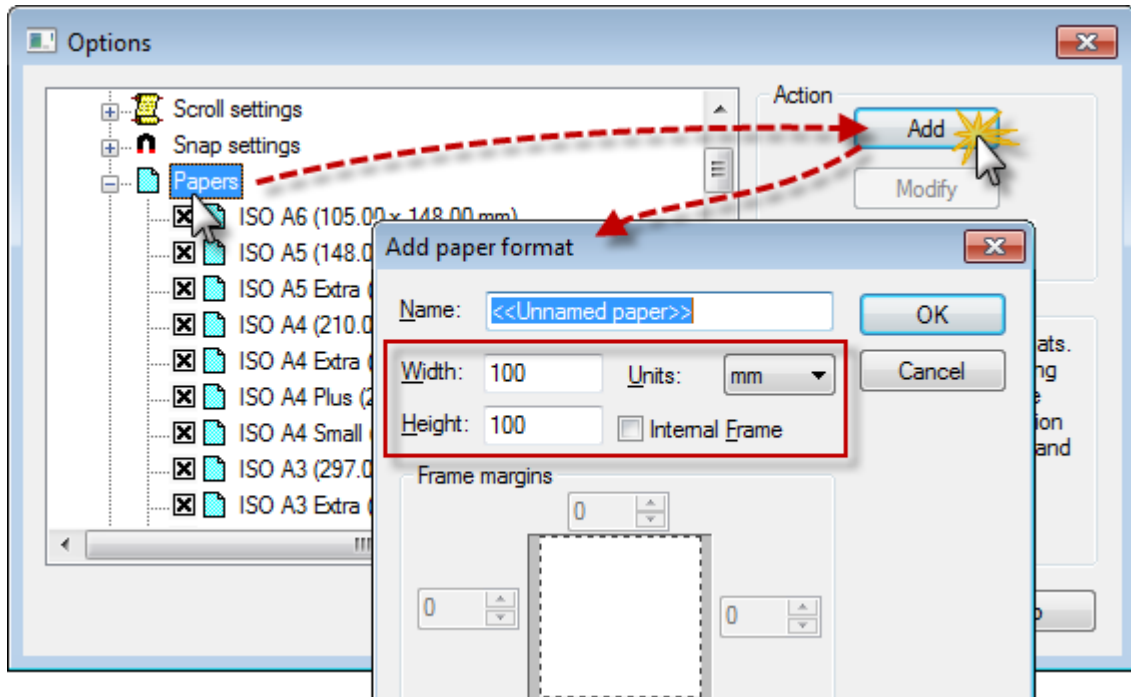 Options
Scroll settings
Snap settings
Papers
ISO A6 (105.00 x 148.00 mm)
ISO A5 (148.0
ISO A5 Extra (
ISO A4 (210.0
ISO A4 Extra (
ISO A4 Plus (2
ISO A4 Small (
ISO A3 (297.0
ISO A3 Extra (
Action
Add
Modify
ats.
ng
e
ion
and
Add paper format
Name: <<Unnamed paper>>
OK
Width: 100 Units: mm
Cancel
Height: 100 Internal Frame
Frame margins
0
0
0